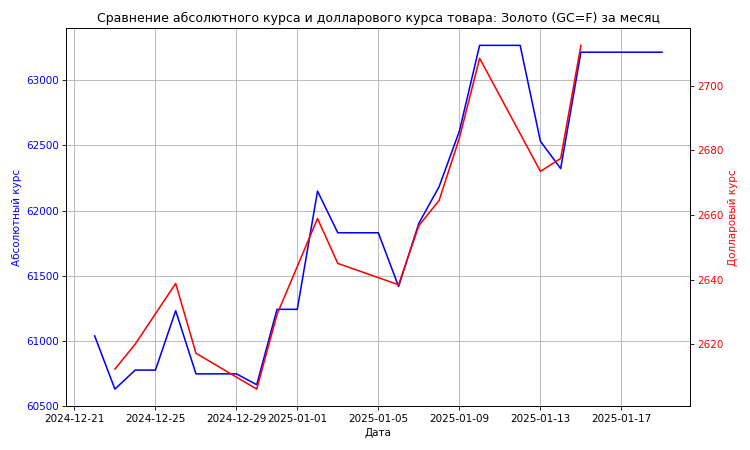 Сравнение абсолютного курса и долларового курса товара: Золото (GC=F) за месяц
63000
62500
62000
61500
61000
60500
Абсолютный курс
2700
2680
2660
2640
2620
Долларовый курс
2024-12-21 2024-12-25 2024-12-29 2025-01-01 2025-01-05 2025-01-09 2025-01-13 2025-01-17
Дата